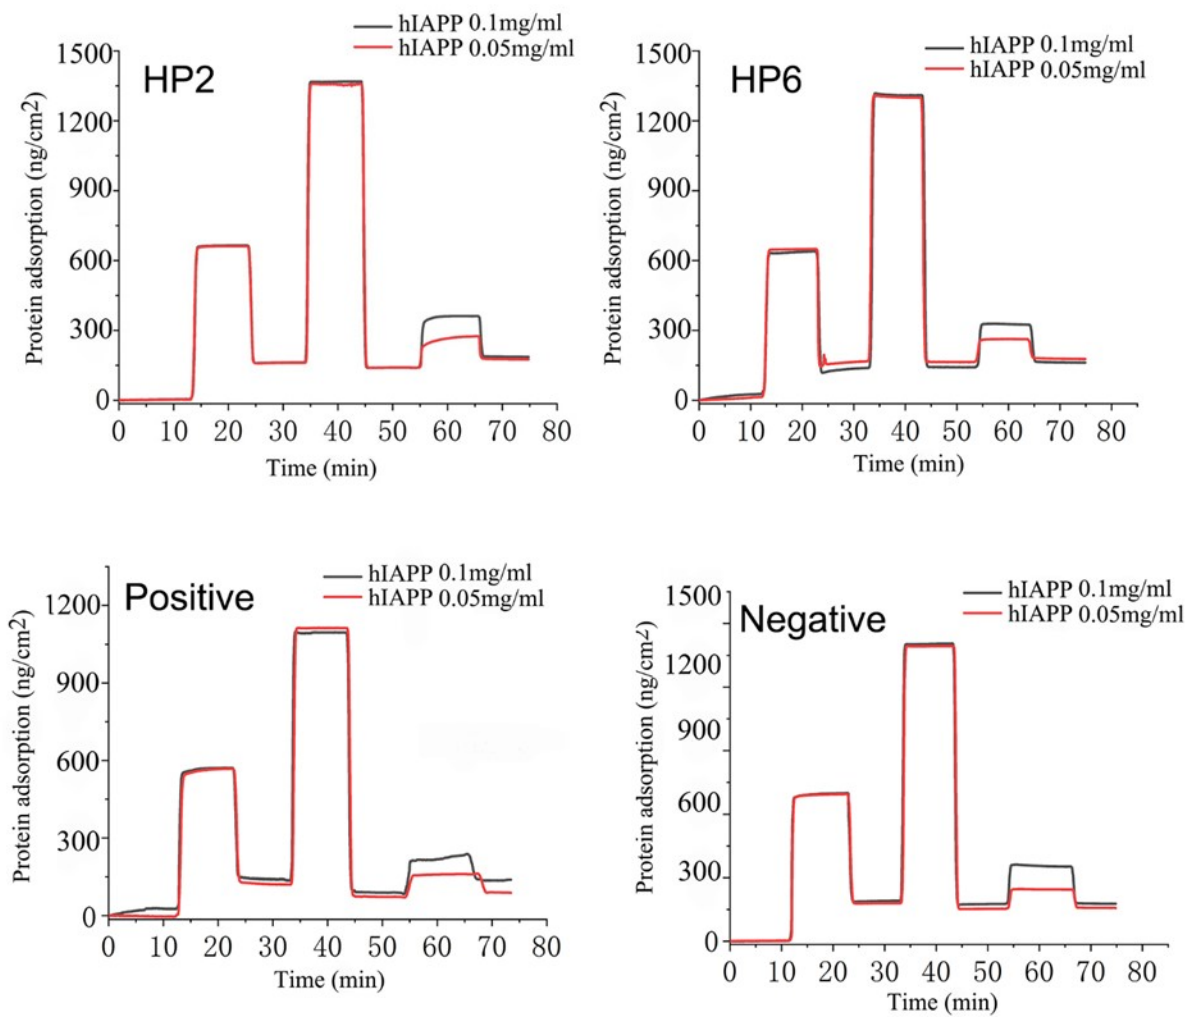 hIAPP 0.1mg/ml
hIAPP 0.05mg/ml
HP2
Protein adsorption (ng/cm2)
1500
1200
900
600
300
0
0 10 20 30 40 50 60 70 80
Time (min)
hIAPP 0.1mg/ml
hIAPP 0.05mg/ml
HP6
Protein adsorption (ng/cm2)
1500
1200
900
600
300
0
0 10 20 30 40 50 60 70 80
Time (min)
hIAPP 0.1mg/ml
hIAPP 0.05mg/ml
Positive
Protein adsorption (ng/cm2)
1200
900
600
300
0
0 10 20 30 40 50 60 70 80
Time (min)
hIAPP 0.1mg/ml
hIAPP 0.05mg/ml
Negative
Protein adsorption (ng/cm2)
1500
1200
900
600
300
0
0 10 20 30 40 50 60 70 80
Time (min)